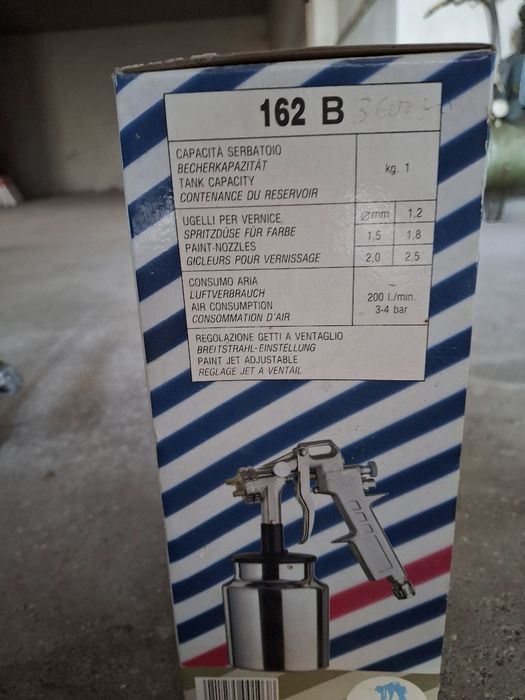 162 B
CAPACITÀ SERBATOIO
BECHERKAPAZITÄT
TANK CAPACITY
CONTENANCE DU RESERVOIR
kg. 1
UGELLI PER VERNICE
SPRITZDÜSE FÜR FARBE
PAINT-NOZZLES
GICLEURS POUR VERNISSAGE
Ømm 1,2
1,5 1,8
2,0 2,5
CONSUMO ARIA
LUFTVERBRAUCH
AIR CONSUMPTION
CONSOMMATION D'AIR
–
200 l./min.
3-4 bar
REGOLAZIONE GETTI A VENTAGLIO
BREITSTRAHL-EINSTELLUNG
PAINT JET ADJUSTABLE
REGLAGE JET A VENTAIL